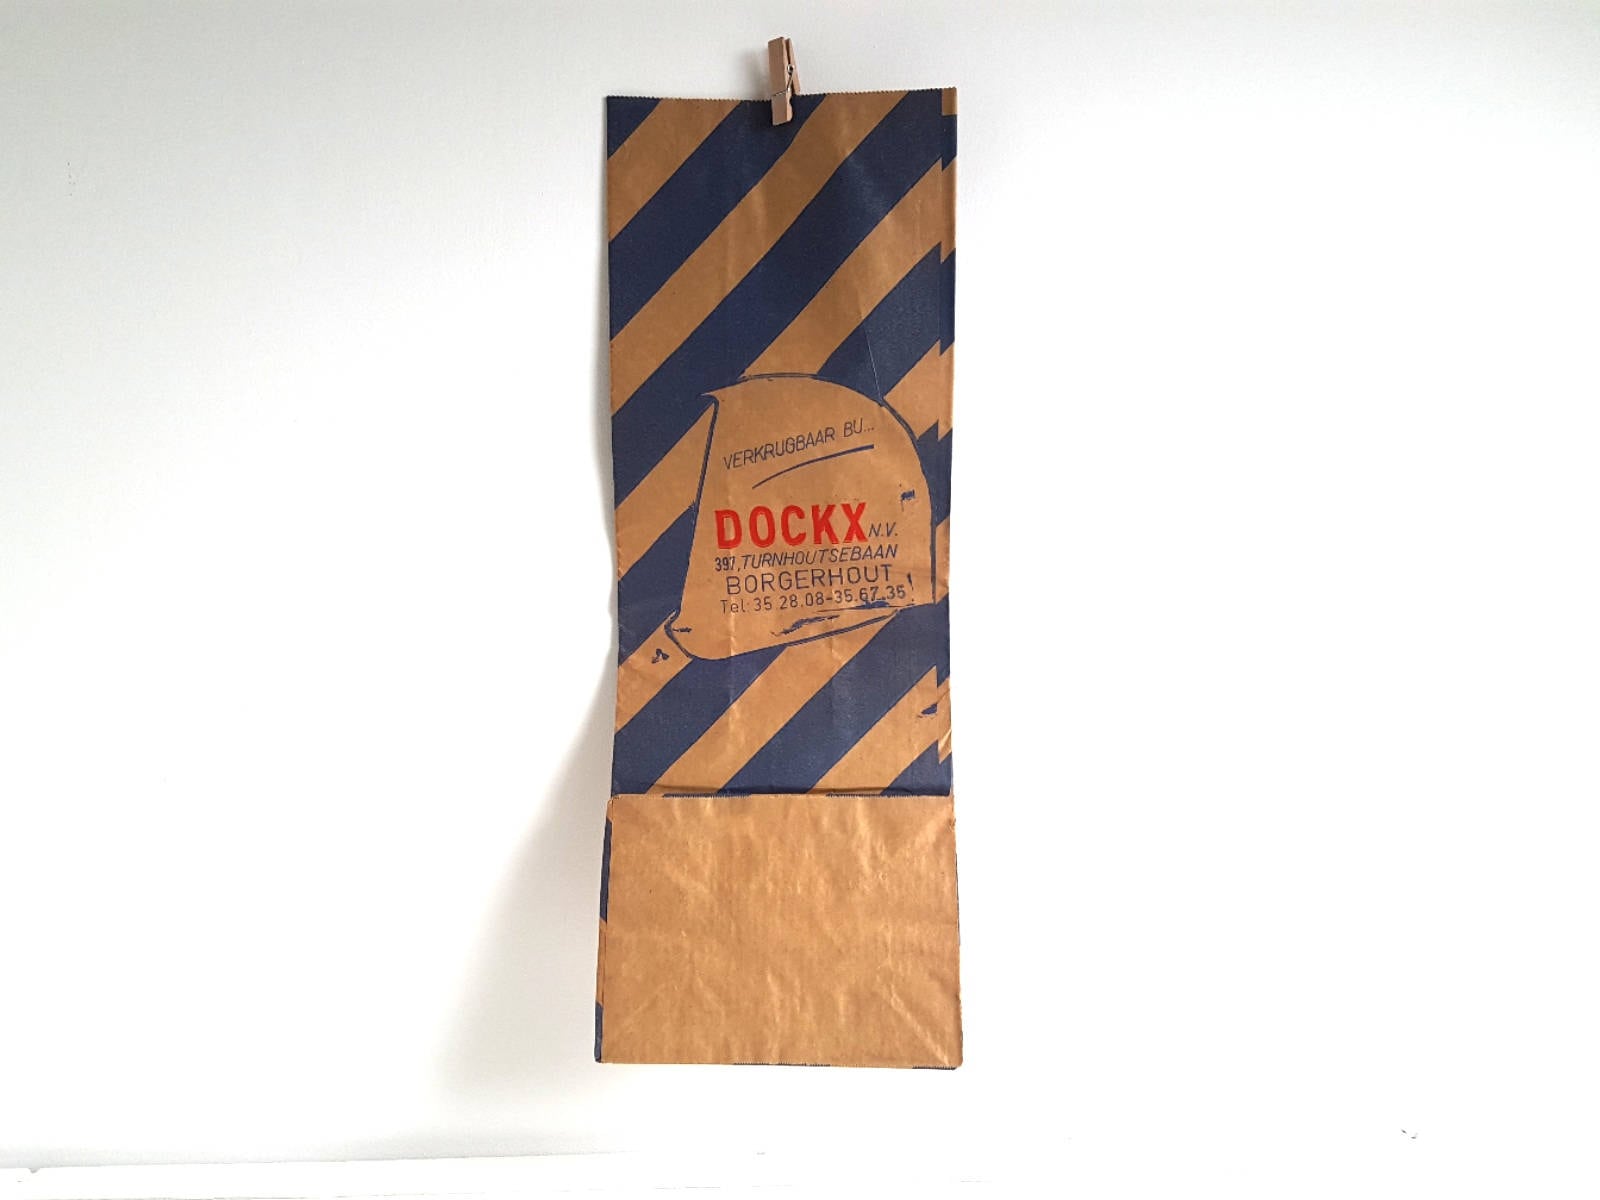 VERKRIJGBAAR BIJ...
DOCKX N.V.
397, TURNHOUTSEBAAN
BORGERHOUT
Tel: 35 28.08-35.67.35